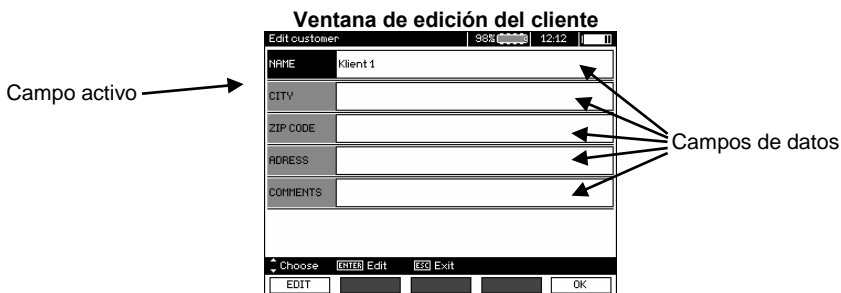 Ventana de edición del cliente
Edit customer 98% 12:12
NAME Klient 1
Campo activo
CITY
ZIP CODE
Campos de datos
ADRESS
COMMENTS
Choose ENTER Edit ESC Exit
EDIT OK